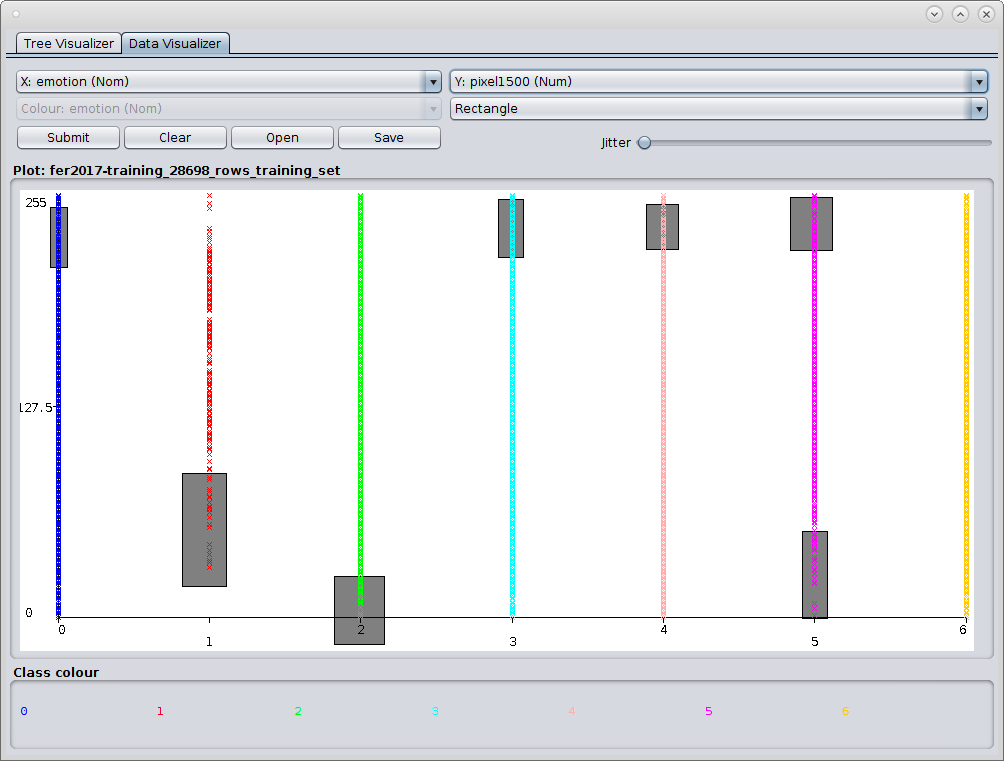 Tree Visualizer Data Visualizer
X: emotion (Nom) Y: pixel1500 (Num)
Colour: emotion (Nom) Rectangle
Submit Clear Open Save Jitter
Plot: fer2017-training_28698_rows_training_set
255
127.5
0
0 2 4 6
1 3 5
Class colour
0 1 2 3 4 5 6